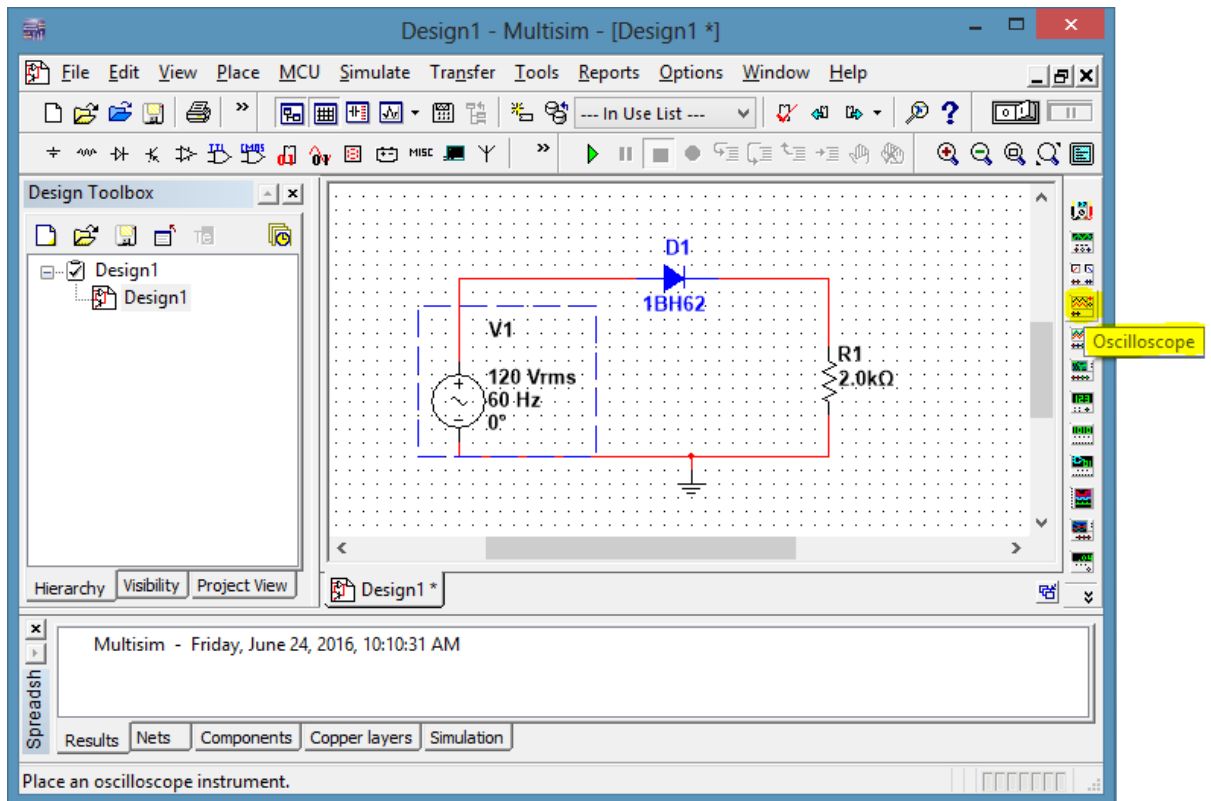 Design1 - Multisim - [Design1 *]
File Edit View Place MCU Simulate Transfer Tools Reports Options Window Help
» --- In Use List --- ?
TTL CMOS MISC »
Design Toolbox
Design1
Design1
D1
1BH62
V1
120 Vrms
60 Hz
0°
R1
2.0kΩ
Oscilloscope
Hierarchy Visibility Project View
Design1 *
Multisim - Friday, June 24, 2016, 10:10:31 AM
Spreadsh
Results Nets Components Copper layers Simulation
Place an oscilloscope instrument.